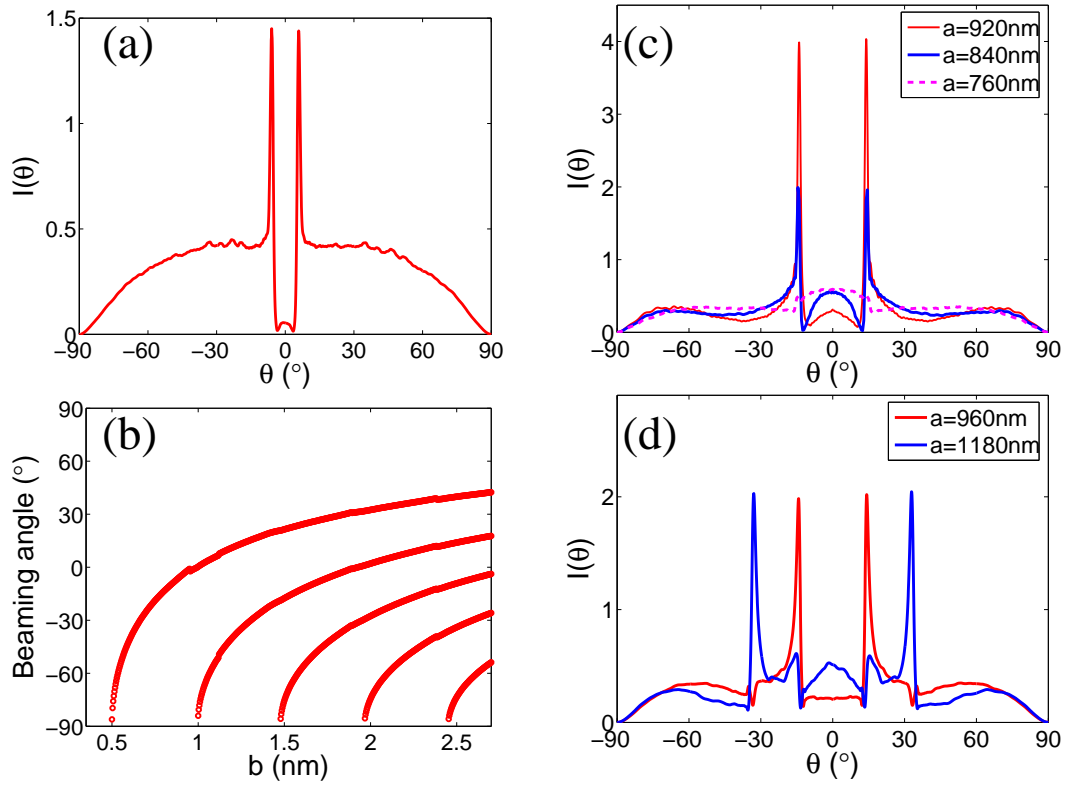 (a)
I(θ)
1.5
1
0.5
0
−90
−60
−30
0
30
60
90
θ (°)
(b)
Beaming angle (°)
90
60
30
0
−30
−60
−90
0.5
1
1.5
2
2.5
b (nm)
(c)
a=920nm
a=840nm
a=760nm
I(θ)
4
3
2
1
0
−90
−60
−30
0
30
60
90
θ (°)
(d)
a=960nm
a=1180nm
I(θ)
2
1
0
−90
−60
−30
0
30
60
90
θ (°)